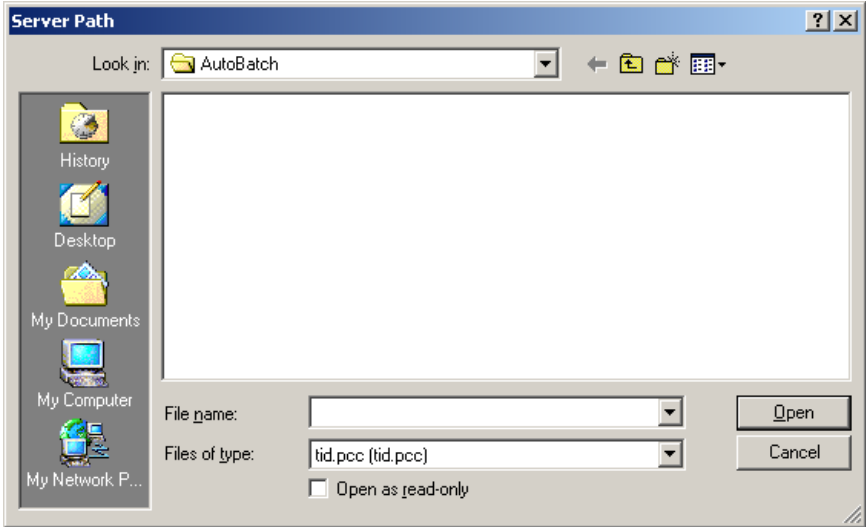 Server Path
Look in: AutoBatch
History
Desktop
My Documents
My Computer
My Network P...
File name:
Open
Files of type: tid.pcc (tid.pcc)
Cancel
Open as read-only